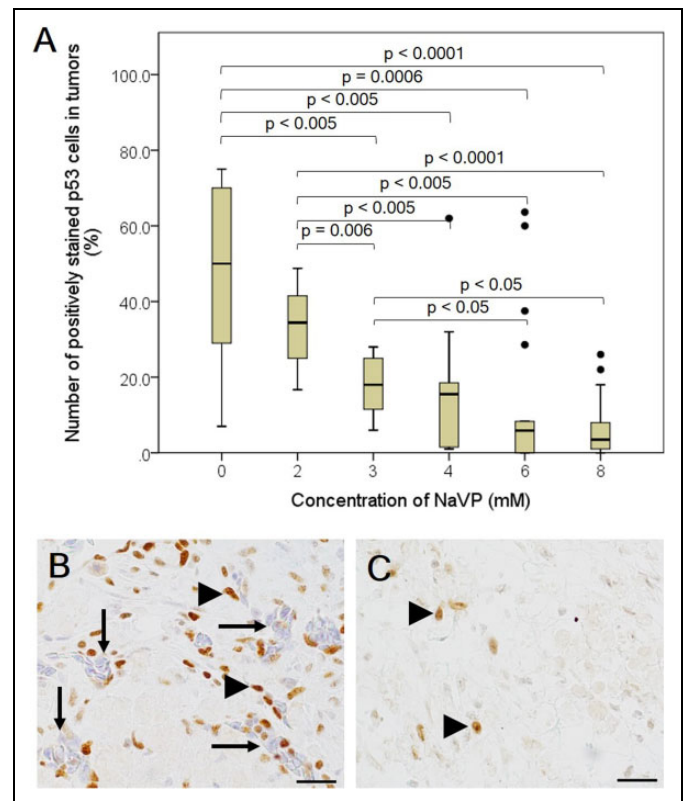 A
Number of positively stained p53 cells in tumors
(%)
100.0
80.0
60.0
40.0
20.0
.0
p < 0.0001
p = 0.0006
p < 0.005
p < 0.005
p < 0.0001
p < 0.005
p < 0.005
p = 0.006
p < 0.05
p < 0.05
0 2 3 4 6 8
Concentration of NaVP (mM)
B
C